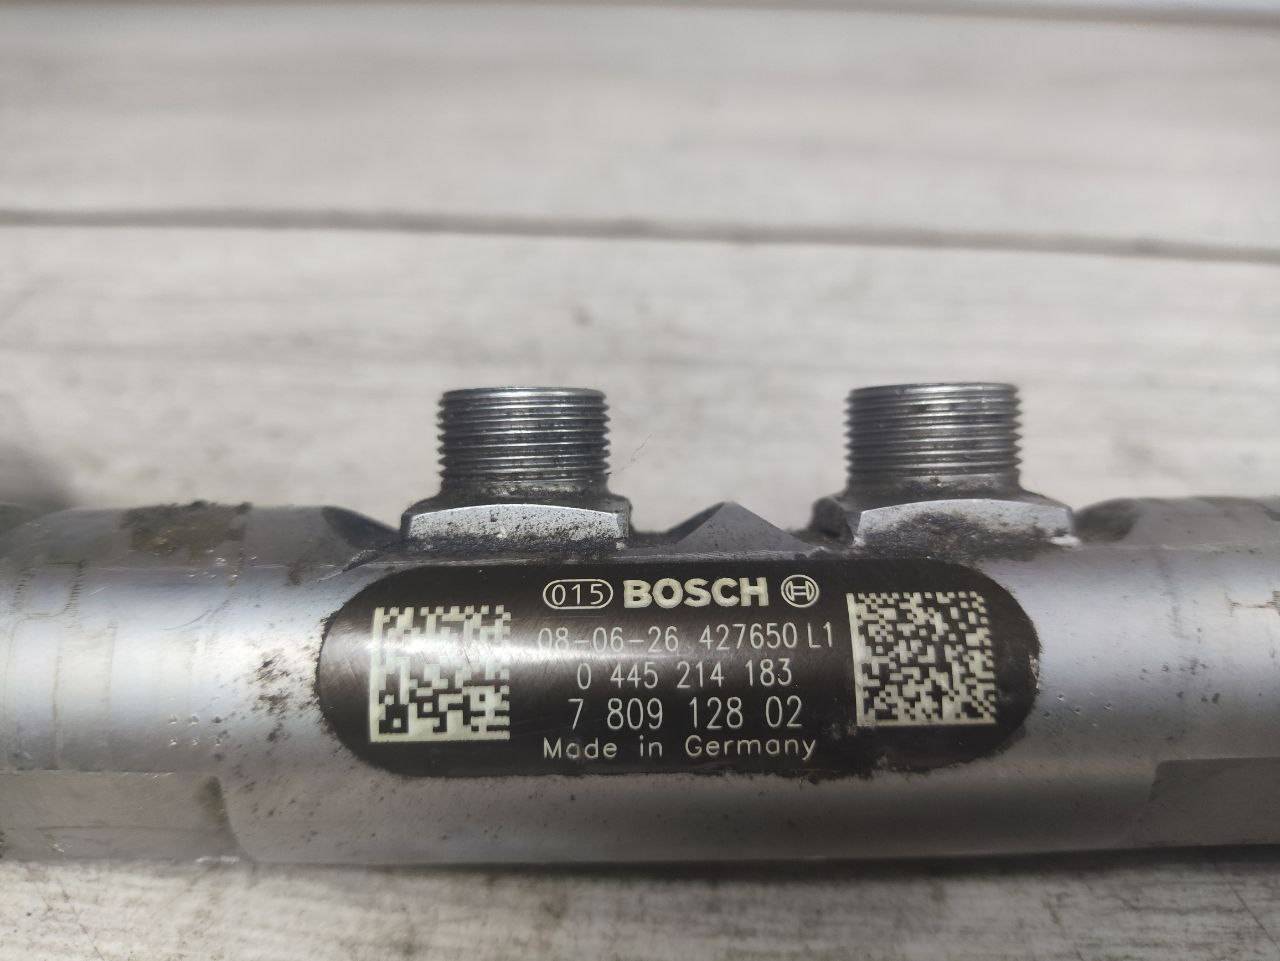 015 BOSCH
08-06-26 427650 L1
0 445 214 183
7 809 128 02
Made in Germany